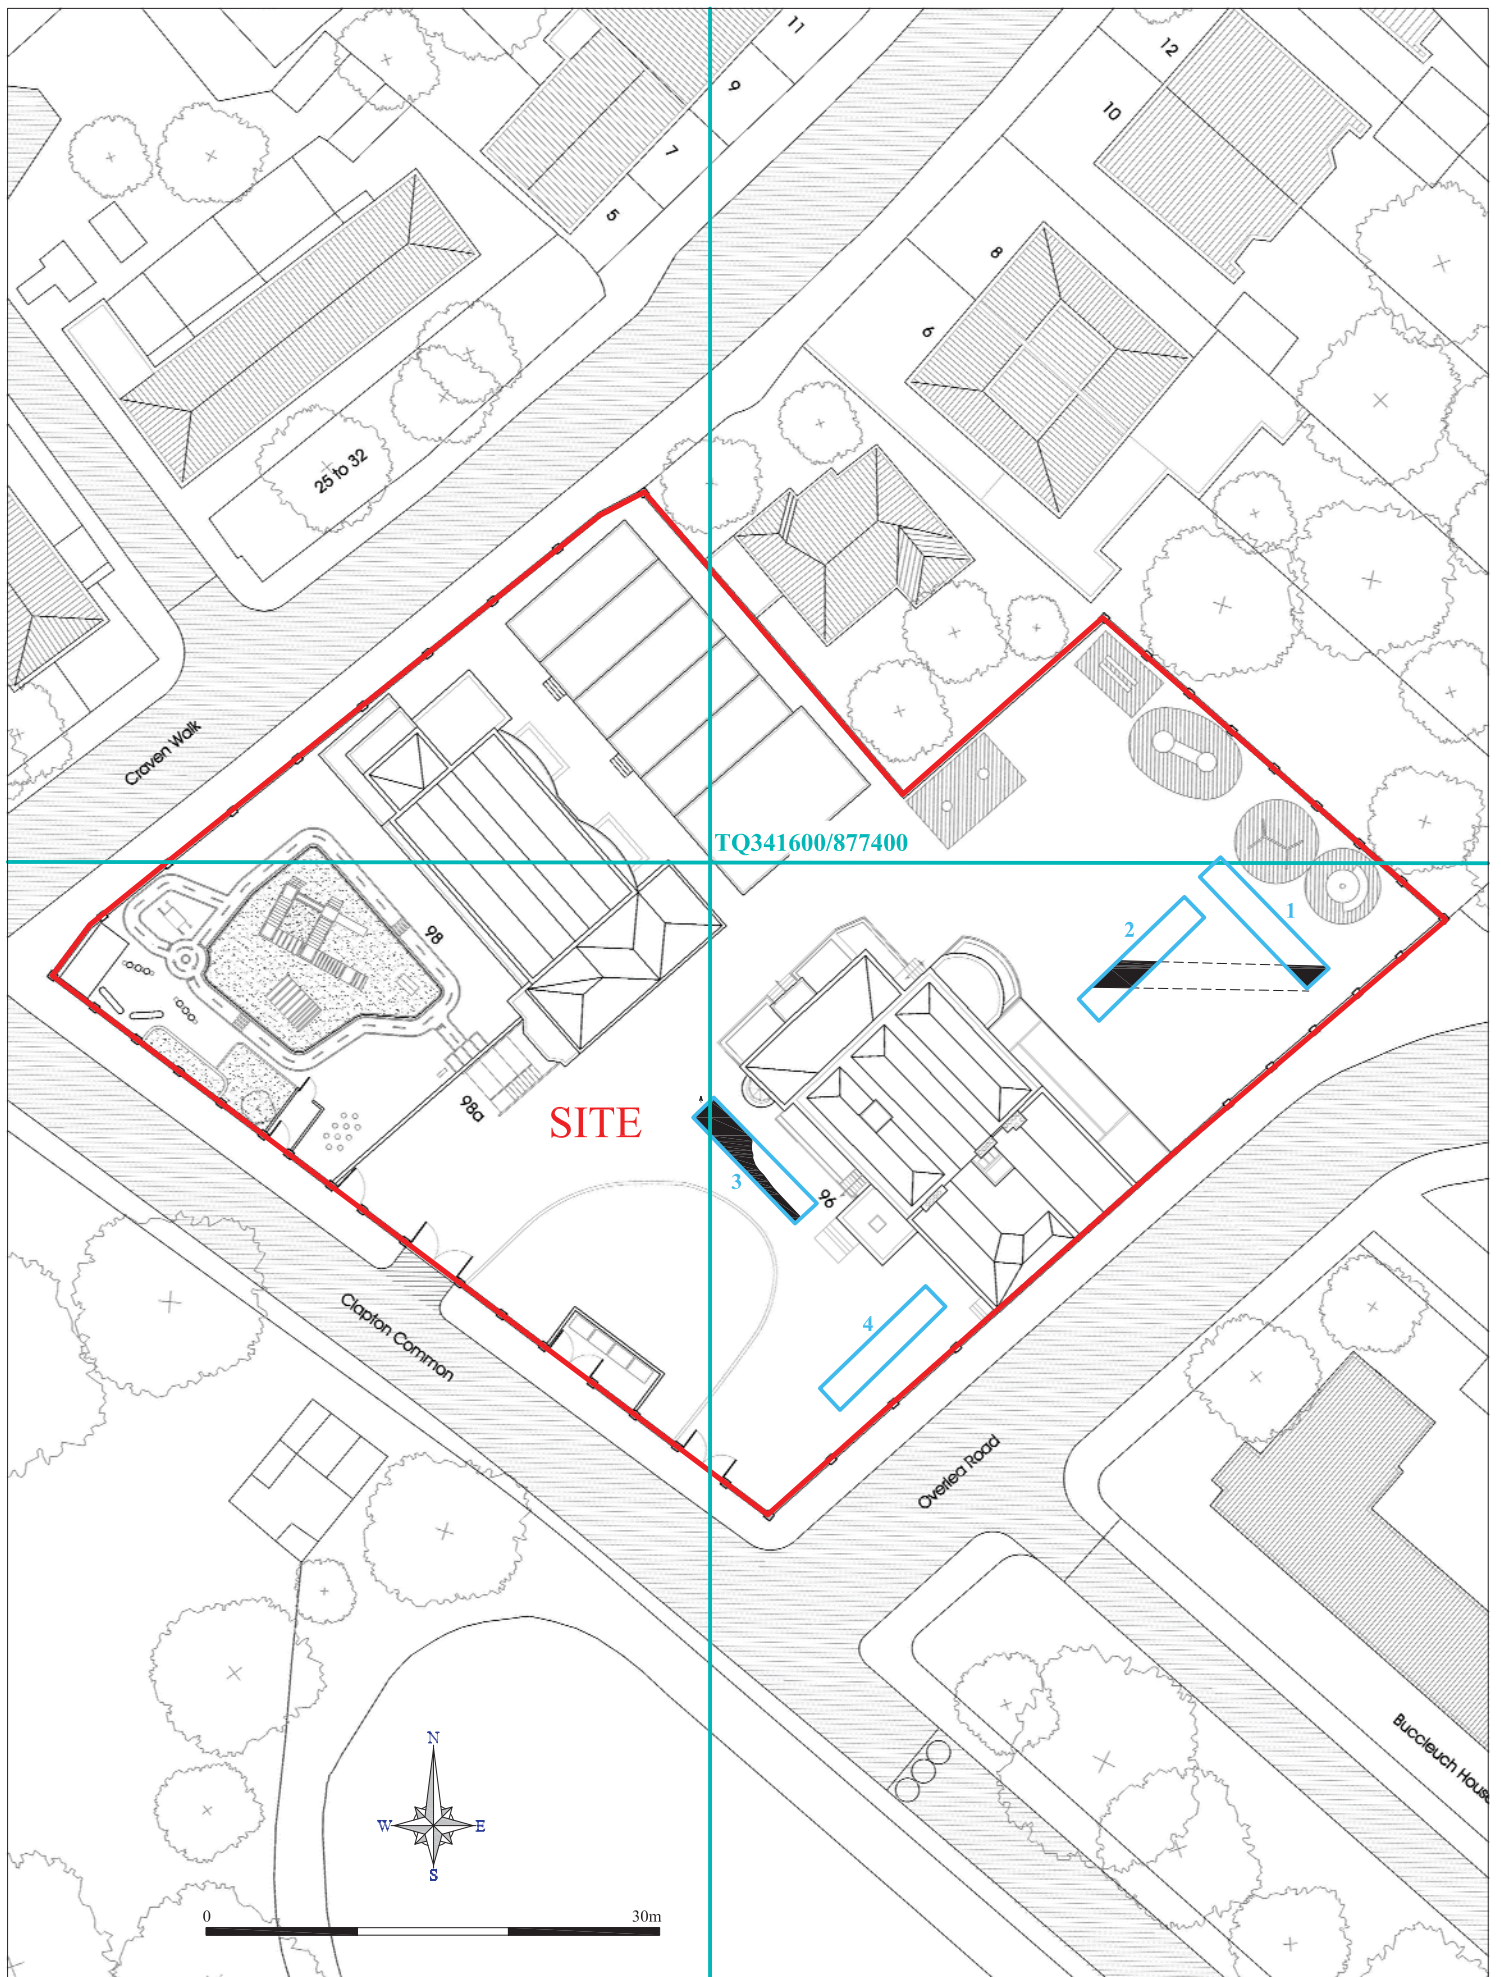 11
9
7
5
12
10
8
6
25 to 32
Craven Walk
TQ341600/877400
98
1
2
98a
SITE
3
96
4
Clapton Common
Overlea Road
Buccleuch House
N
W E
S
0 30m